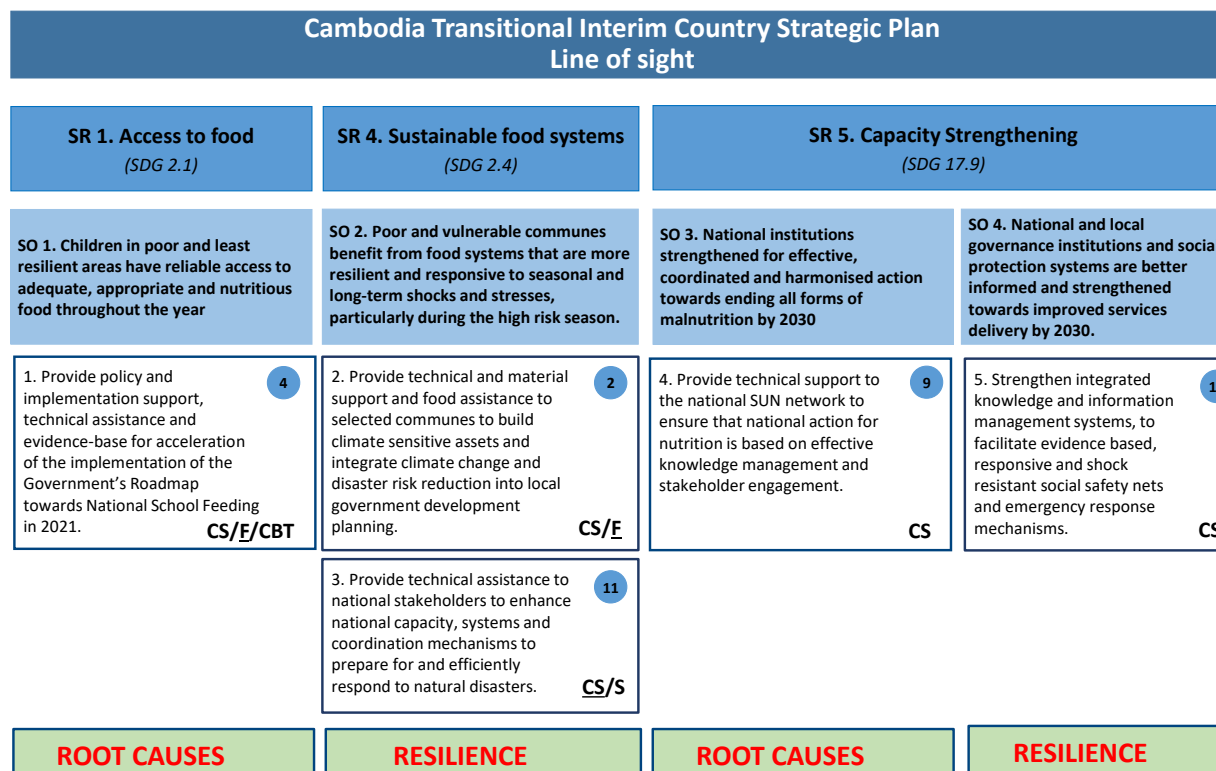 Cambodia Transitional Interim Country Strategic Plan
Line of sight
SR 1. Access to food
(SDG 2.1)
SR 4. Sustainable food systems
(SDG 2.4)
SR 5. Capacity Strengthening
(SDG 17.9)
SO 1. Children in poor and least
resilient areas have reliable access to
adequate, appropriate and nutritious
food throughout the year
SO 2. Poor and vulnerable communes
benefit from food systems that are more
resilient and responsive to seasonal and
long-term shocks and stresses,
particularly during the high risk season.
SO 3. National institutions
strengthened for effective,
coordinated and harmonised action
towards ending all forms of
malnutrition by 2030
SO 4. National and local
governance institutions and social
protection systems are better
informed and strengthened
towards improved services
delivery by 2030.
1. Provide policy and
implementation support,
technical assistance and
evidence-base for acceleration
of the implementation of the
Government's Roadmap
towards National School Feeding
in 2021.
4
CS/F/CBT
2. Provide technical and material
support and food assistance to
selected communes to build
climate sensitive assets and
integrate climate change and
disaster risk reduction into local
government development
planning.
2
CS/F
3. Provide technical assistance to
national stakeholders to enhance
national capacity, systems and
coordination mechanisms to
prepare for and efficiently
respond to natural disasters.
11
CS/S
4. Provide technical support to
the national SUN network to
ensure that national action for
nutrition is based on effective
knowledge management and
stakeholder engagement.
9
CS
5. Strengthen integrated
knowledge and information
management systems, to
facilitate evidence based,
responsive and shock
resistant social safety nets
and emergency response
mechanisms.
CS
ROOT CAUSES
RESILIENCE
ROOT CAUSES
RESILIENCE